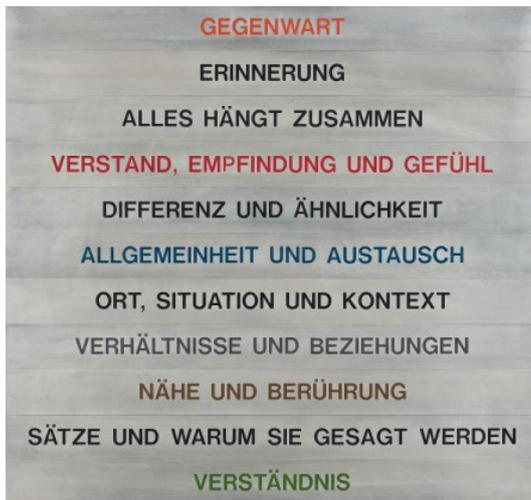 GEGENWART
ERINNERUNG
ALLES HÄNGT ZUSAMMEN
VERSTAND, EMPFINDUNG UND GEFÜHL
DIFFERENZ UND ÄHNLICHKEIT
ALLGEMEINHEIT UND AUSTAUSCH
ORT, SITUATION UND KONTEXT
VERHÄLTNISSE UND BEZIEHUNGEN
NÄHE UND BERÜHRUNG
SÄTZE UND WARUM SIE GESAGT WERDEN
VERSTÄNDNIS